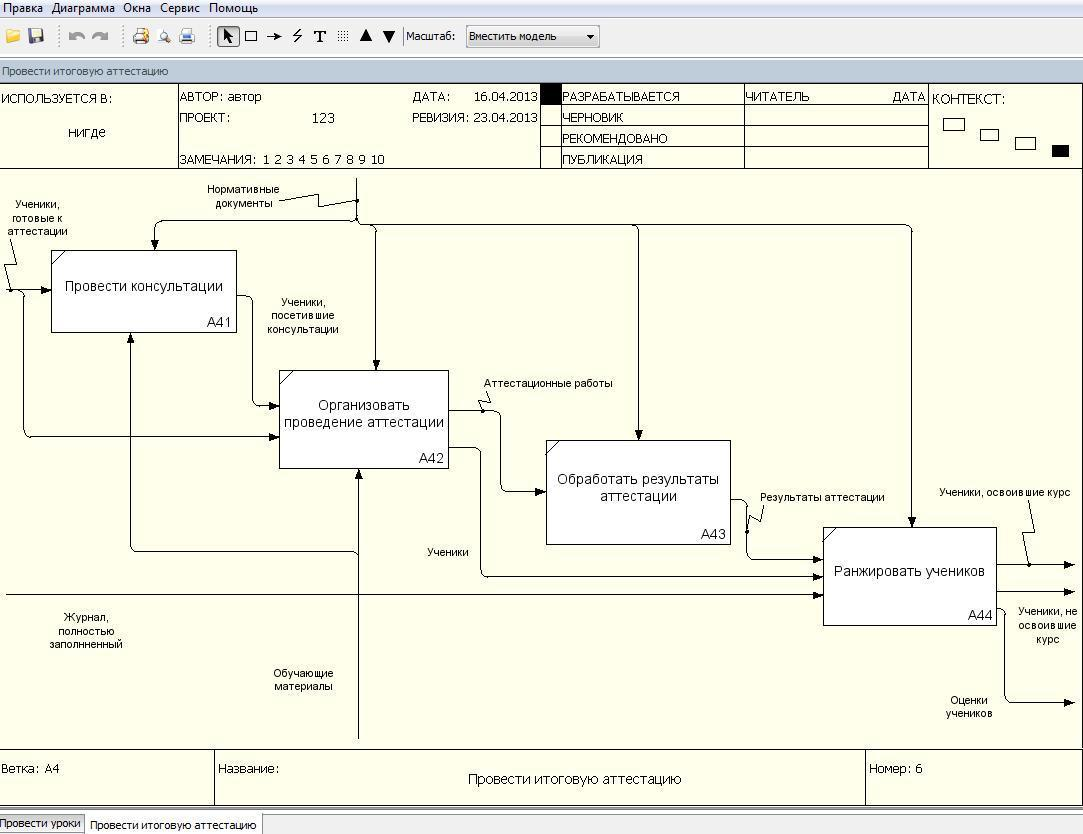 Правка Диаграмма Окна Сервис Помощь
T Масштаб: Вместить модель
Провести итоговую аттестацию
ИСПОЛЬЗУЕТСЯ В:
нигде
АВТОР: автор
ДАТА: 16.04.2013
ПРОЕКТ: 123
РЕВИЗИЯ: 23.04.2013
ЗАМЕЧАНИЯ: 1 2 3 4 5 6 7 8 9 10
РАЗРАБАТЫВАЕТСЯ
ЧЕРНОВИК
РЕКОМЕНДОВАНО
ПУБЛИКАЦИЯ
ЧИТАТЕЛЬ
ДАТА
КОНТЕКСТ:
Нормативные
документы
Ученики,
готовые к
аттестации
Провести консультации
A41
Ученики,
посетившие
консультации
Организовать
проведение аттестации
A42
Аттестационные работы
Обработать результаты
аттестации
A43
Результаты аттестации
Ученики, освоившие курс
Ученики
Ранжировать учеников
A44
Журнал,
полностью
заполнненный
Ученики, не
освоившие
курс
Обучающие
материалы
Оценки
учеников
Ветка: A4
Название:
Провести итоговую аттестацию
Номер: 6
Провести уроки
Провести итоговую аттестацию